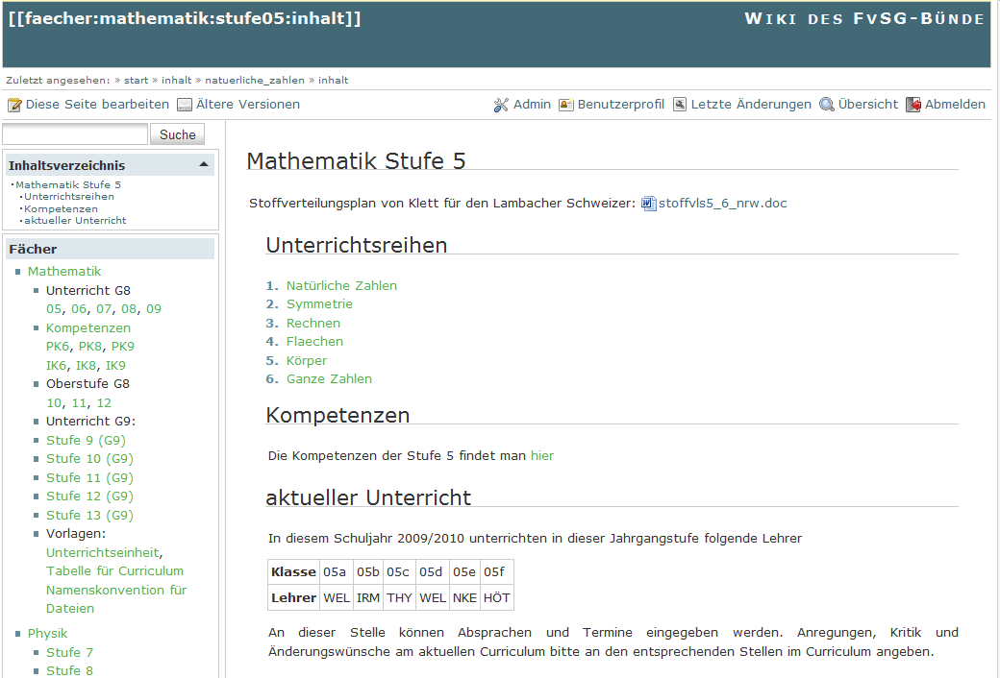 [[faecher:mathematik:stufe05:inhalt]]
WIKI DES FVSG-BÜNDE
Zuletzt angesehen: » start » inhalt » natuerliche_zahlen » inhalt
Diese Seite bearbeiten Ältere Versionen
Admin Benutzerprofil Letzte Änderungen Übersicht Abmelden
Suche
Inhaltsverzeichnis
Mathematik Stufe 5
Unterrichtsreihen
Kompetenzen
aktueller Unterricht
Fächer
Mathematik
Unterricht G8
05, 06, 07, 08, 09
Kompetenzen
PK6, PK8, PK9
IK6, IK8, IK9
Oberstufe G8
10, 11, 12
Unterricht G9:
Stufe 9 (G9)
Stufe 10 (G9)
Stufe 11 (G9)
Stufe 12 (G9)
Stufe 13 (G9)
Vorlagen:
Unterrichtseinheit,
Tabelle für Curriculum
Namenskonvention für
Dateien
Physik
Stufe 7
Stufe 8
Mathematik Stufe 5
Stoffverteilungsplan von Klett für den Lambacher Schweizer: stoffvls5_6_nrw.doc
Unterrichtsreihen
1. Natürliche Zahlen
2. Symmetrie
3. Rechnen
4. Flaechen
5. Körper
6. Ganze Zahlen
Kompetenzen
Die Kompetenzen der Stufe 5 findet man hier
aktueller Unterricht
In diesem Schuljahr 2009/2010 unterrichten in dieser Jahrgangstufe folgende Lehrer
Klasse 05a 05b 05c 05d 05e 05f
Lehrer WEL IRM THY WEL NKE HÖT
An dieser Stelle können Absprachen und Termine eingegeben werden. Anregungen, Kritik und
Änderungswünsche am aktuellen Curriculum bitte an den entsprechenden Stellen im Curriculum angeben.